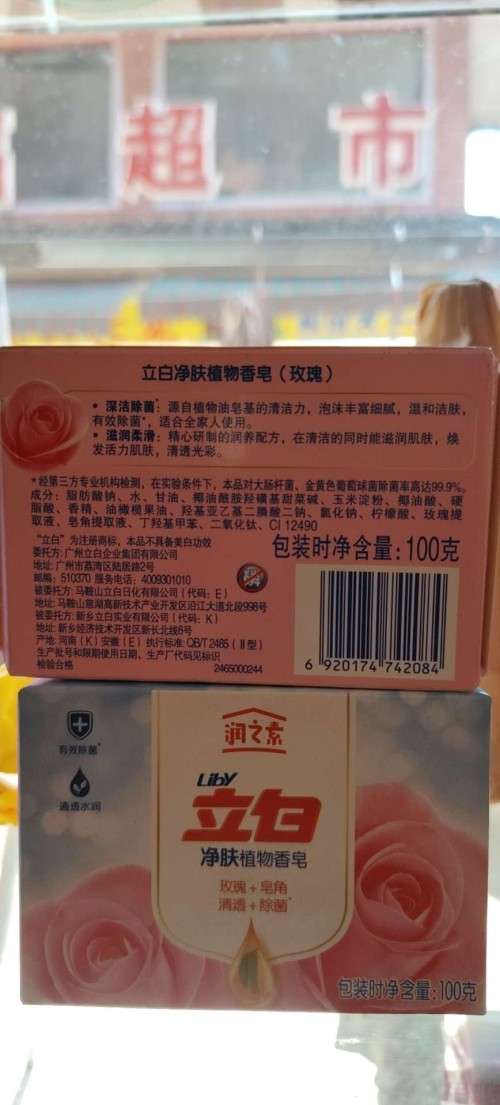 超 市
立白净肤植物香皂（玫瑰）
• 深洁除菌*：源自植物油皂基的清洁力，泡沫丰富细腻，温和洁肤，
有效除菌*，适合全家人使用。
• 滋润柔滑：精心研制的润养配方，在清洁的同时能滋润肌肤，焕
发活力肌肤，清透光彩。
*经第三方专业机构检测，在实验条件下，本品对大肠杆菌、金黄色葡萄球菌除菌率高达99.9%。
成分：脂肪酸钠、水、甘油、椰油酰胺羟磺基甜菜碱、玉米淀粉、椰油酸、硬
脂酸、香精、油橄榄果油、羟基亚乙基二膦酸二钠、氯化钠、柠檬酸、玫瑰提
取液、皂角提取液、丁羟基甲苯、二氧化钛、CI 12490
“立白”为注册商标，本品不具备美白功效
委托方：广州立白企业集团有限公司
地址：广州市荔湾区陆居路2号
邮编：510370 服务电话：4009301010
被委托方：马鞍山立白日化有限公司（代码：E）
地址：马鞍山慈湖高新技术产业开发区沿江大道北段998号
被委托方：新乡立白实业有限公司（代码：K）
地址：新乡经济技术开发区新长北线6号
产地：河南（K）安徽（E）执行标准：QB/T 2485（Ⅱ型）
生产批号和限期使用日期、生产厂代码见标识
检验合格
2465000244
包装时净含量：100克
6 920174 742084
润之素
有效除菌*
通透水润
Liby
立白
净肤植物香皂
玫瑰+皂角
清透+除菌*
包装时净含量：100克